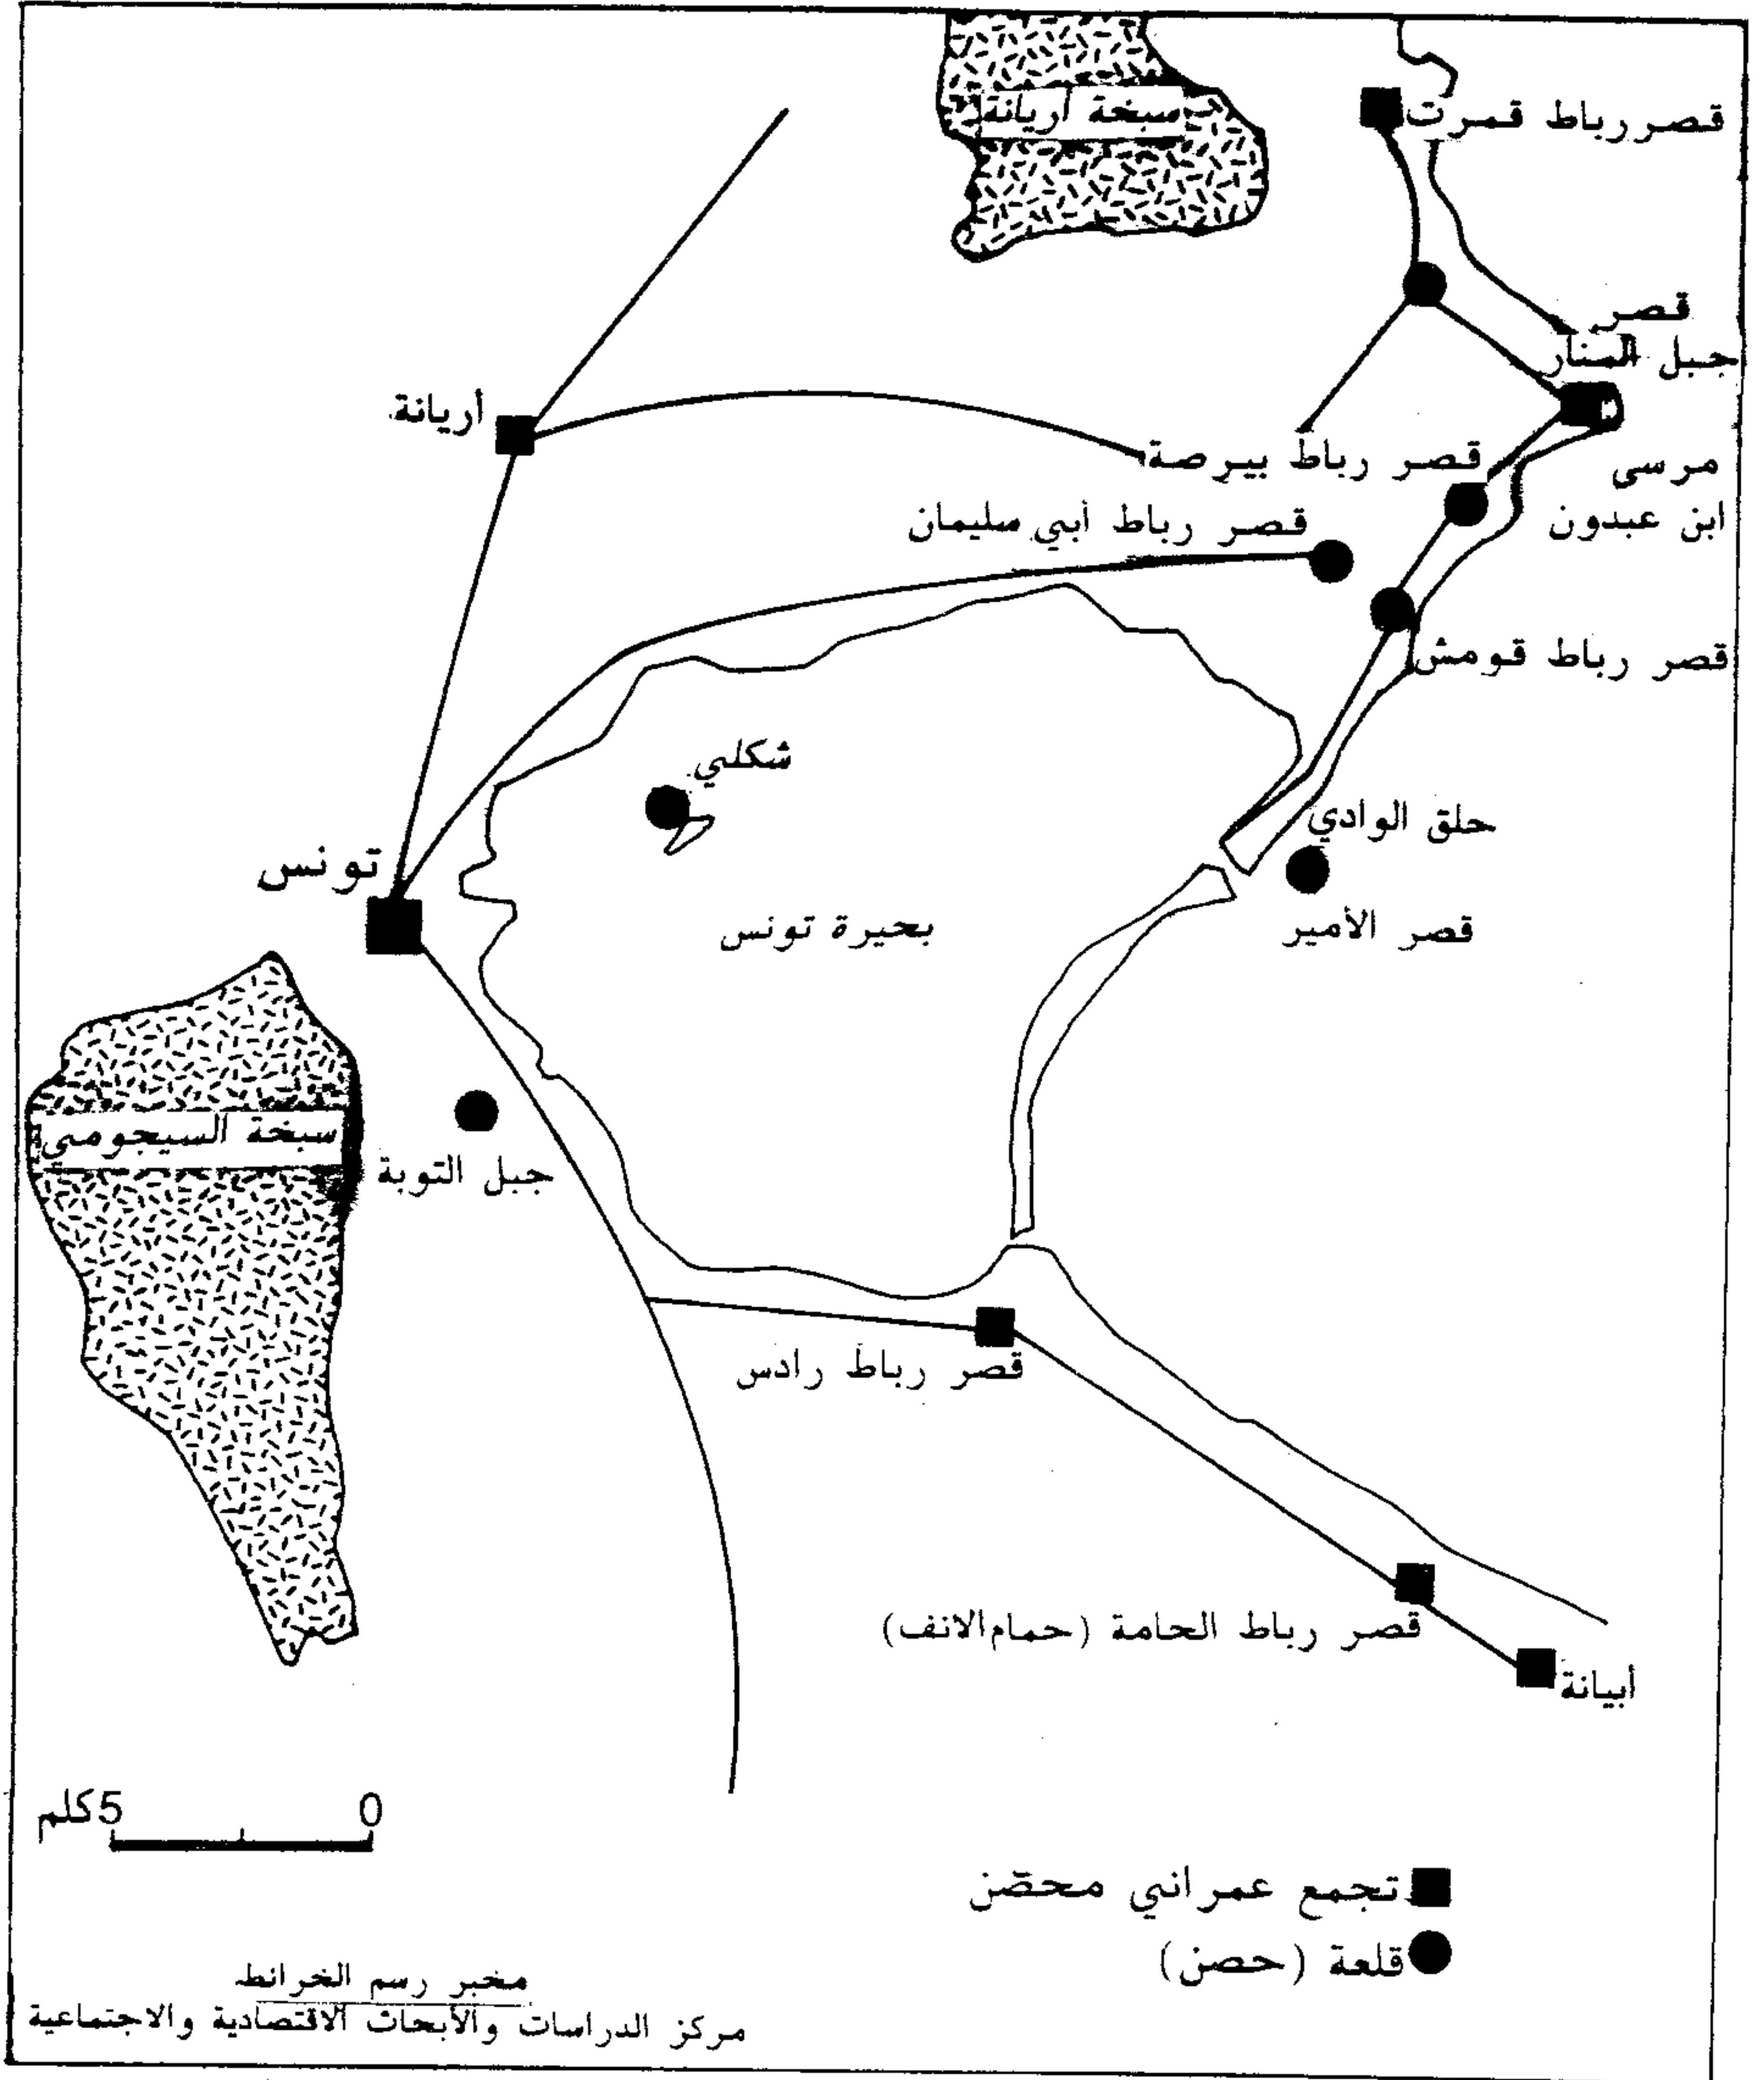 سبخة أريانة
قصر رباط قمرت
قصر
جبل المنار
أريانة
قصر رباط بيرصة
مرسى
ابن عبدون
قصر رباط أبي سليمان
قصر رباط قومش
شكلي
حلق الوادي
تونس
بحيرة تونس
قصر الأمير
سبخة السيجومي
جبل التوبة
قصر رباط رادس
قصر رباط الحامة (حمام الانف)
أبيانة
0 5كلم
تجمع عمراني محصّن
قلعة (حصن)
مخبر رسم الخرائط
مركز الدراسات والأبحاث الاقتصادية والاجتماعية